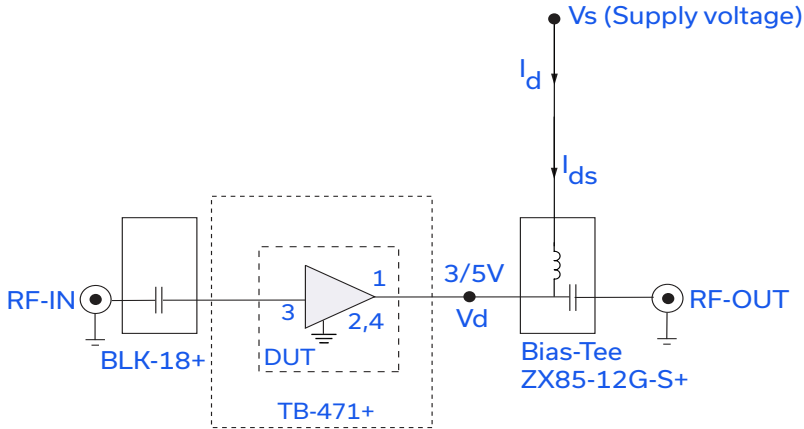 Vs (Supply voltage)
Id
Ids
RF-IN
BLK-18+
3
1
2,4
DUT
TB-471+
3/5V
Vd
RF-OUT
Bias-Tee
ZX85-12G-S+